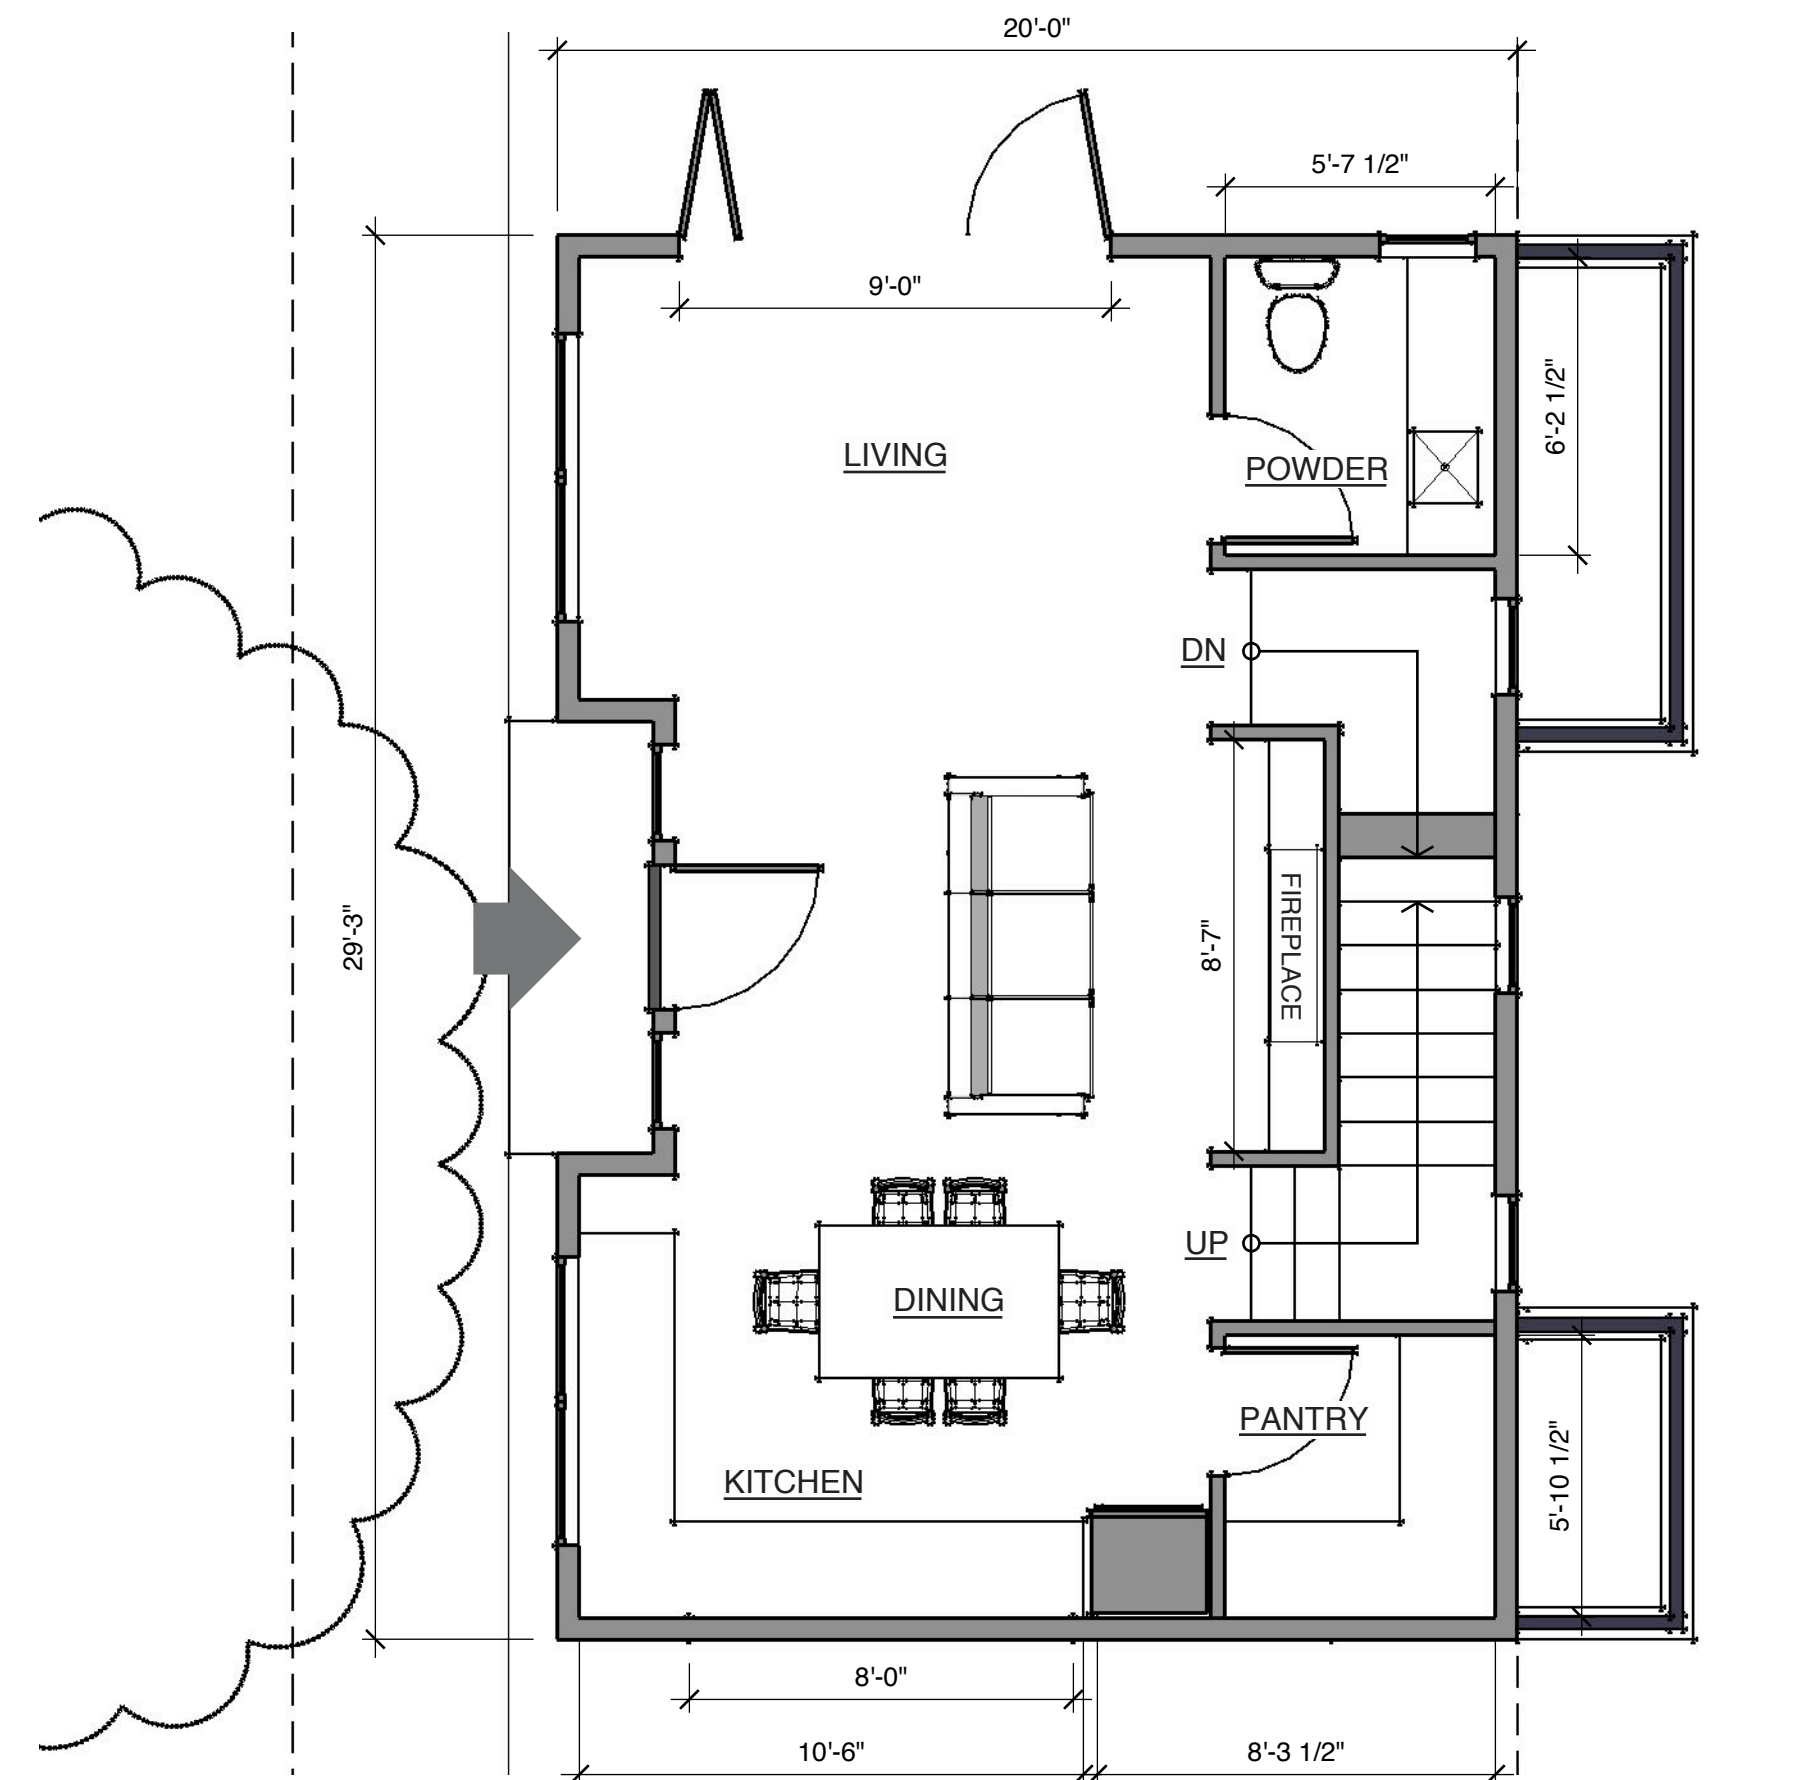 20'-0"
5'-7 1/2"
9'-0"
6'-2 1/2"
LIVING
POWDER
DN
29'-3"
8'-7"
FIREPLACE
UP
DINING
PANTRY
KITCHEN
5'-10 1/2"
8'-0"
10'-6"
8'-3 1/2"